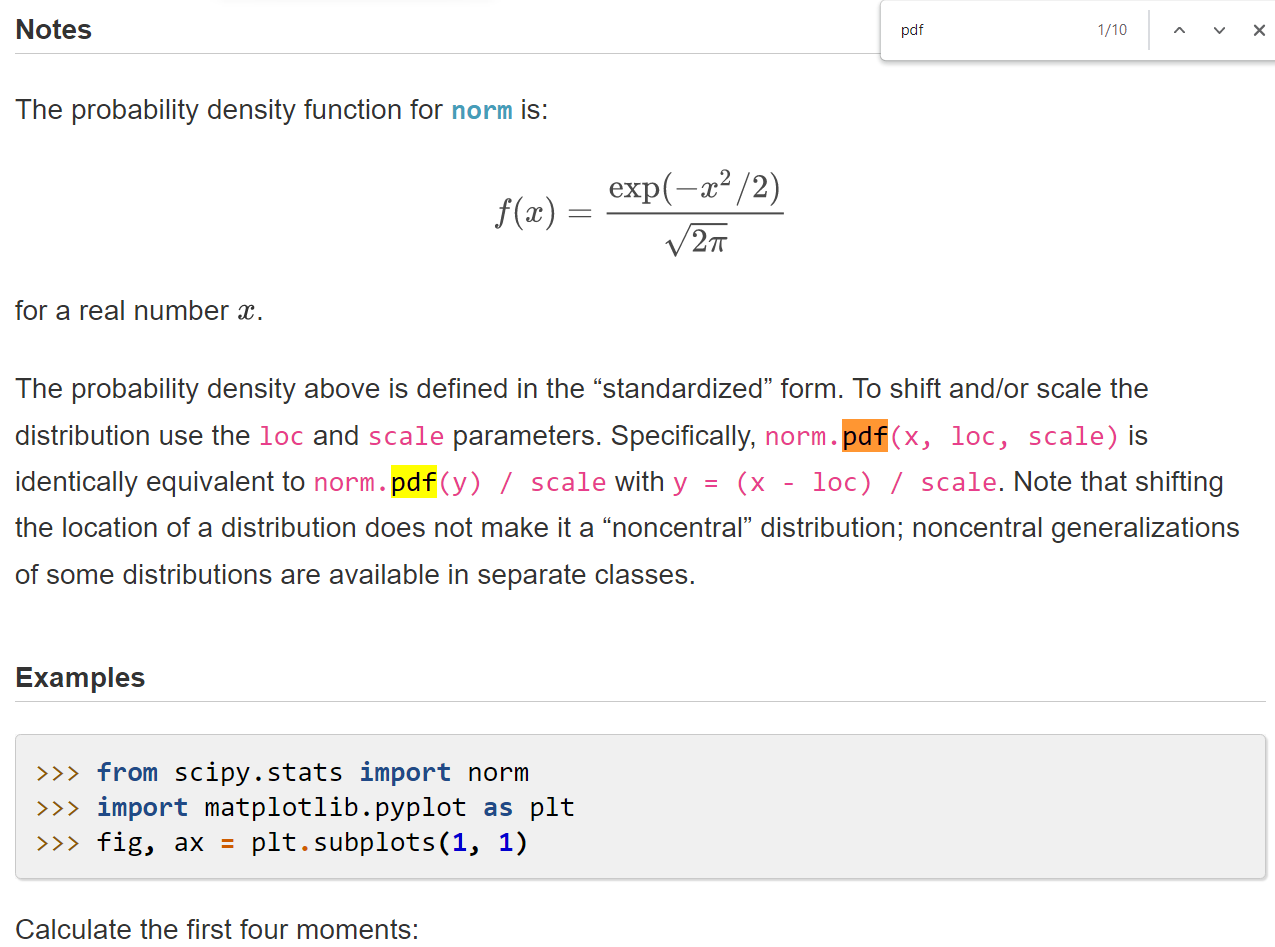 Notes
pdf 1/10
The probability density function for norm is:
f(x) = exp(−x²/2) / √2π
for a real number x.
The probability density above is defined in the “standardized” form. To shift and/or scale the
distribution use the loc and scale parameters. Specifically, norm.pdf(x, loc, scale) is
identically equivalent to norm.pdf(y) / scale with y = (x - loc) / scale. Note that shifting
the location of a distribution does not make it a “noncentral” distribution; noncentral generalizations
of some distributions are available in separate classes.
Examples
>>> from scipy.stats import norm
>>> import matplotlib.pyplot as plt
>>> fig, ax = plt.subplots(1, 1)
Calculate the first four moments: